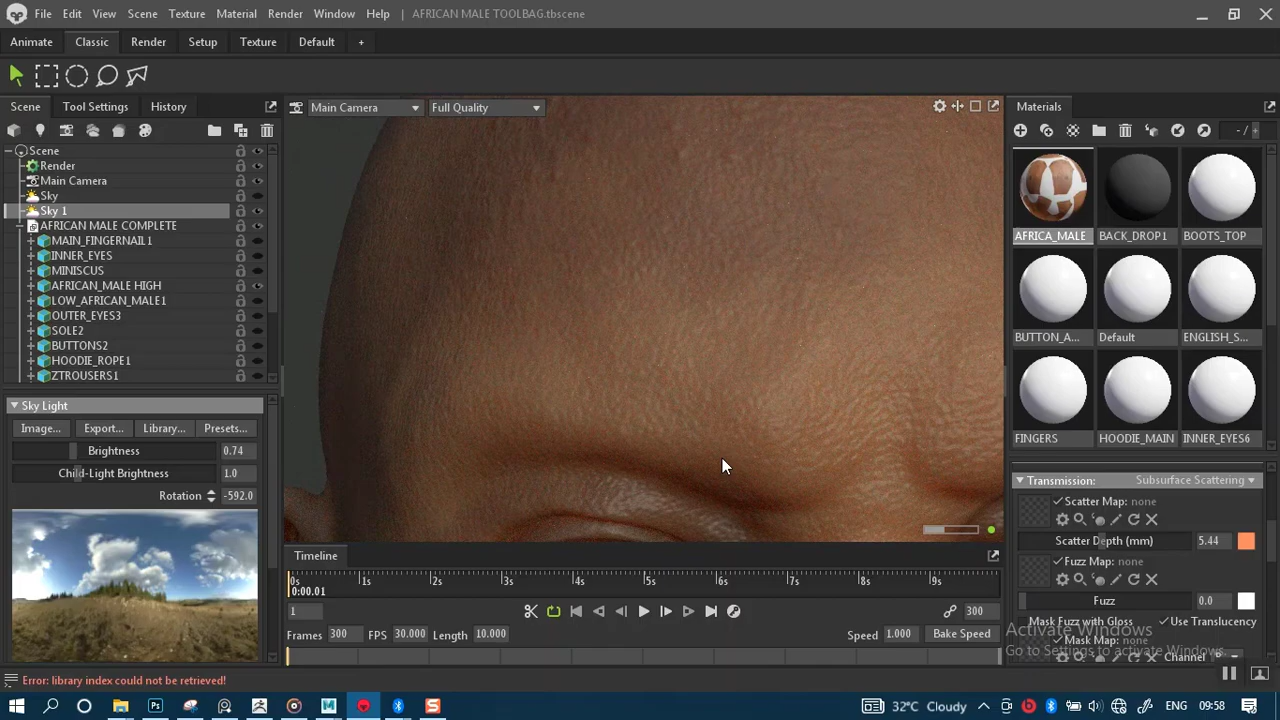 File Edit View Scene Texture Material Render Window Help | AFRICAN MALE TOOLBAG.tbscene
Animate Classic Render Setup Texture Default +
Scene Tool Settings History
Main Camera Full Quality
Materials
- /
Scene
Render
Main Camera
Sky
Sky 1
AFRICAN MALE COMPLETE
MAIN_FINGERNAIL1
INNER_EYES
MINISCUS
AFRICAN_MALE HIGH
LOW_AFRICAN_MALE1
OUTER_EYES3
SOLE2
BUTTONS2
HOODIE_ROPE1
ZTROUSERS1
AFRICA_MALE BACK_DROP1 BOOTS_TOP
BUTTON_A... Default ENGLISH_S...
FINGERS HOODIE_MAIN INNER_EYES6
Sky Light
Image... Export... Library... Presets...
Brightness 0.74
Child-Light Brightness 1.0
Rotation -592.0
Transmission: Subsurface Scattering
Scatter Map: none
Scatter Depth (mm) 5.44
Fuzz Map: none
Fuzz 0.0
Mask Fuzz with Gloss Use Translucency
Mask Map: none
Channel
Activate Windows
Go to Settings to activate Windows.
Timeline
0s 1s 2s 3s 4s 5s 6s 7s 8s 9s
0:00.01
1 300
Frames 300 FPS 30.000 Length 10.000 Speed 1.000 Bake Speed
Error: library index could not be retrieved!
32°C Cloudy ENG 09:58